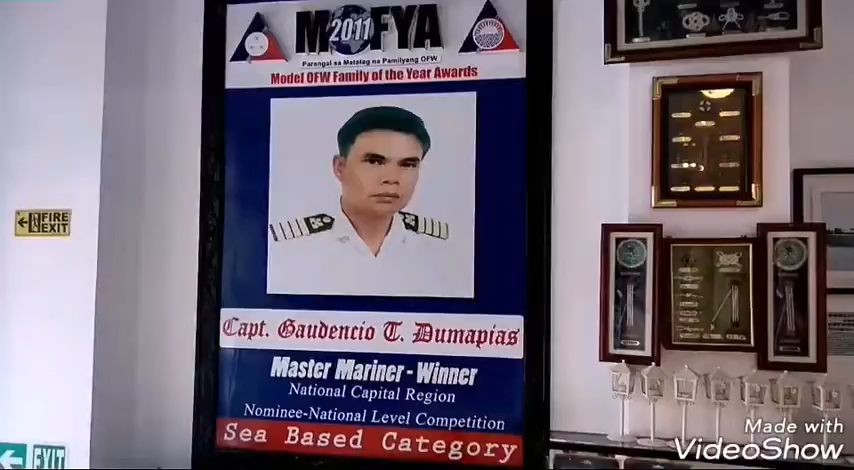 MOFYA
2011
Parangal sa Matatag na Pamilyang OFW
Model OFW Family of the Year Awards
FIRE
EXIT
Capt. Gaudencio T. Dumapias
Master Mariner - Winner
National Capital Region
Nominee-National Level Competition
Sea Based Category
EXIT
Made with
VideoShow